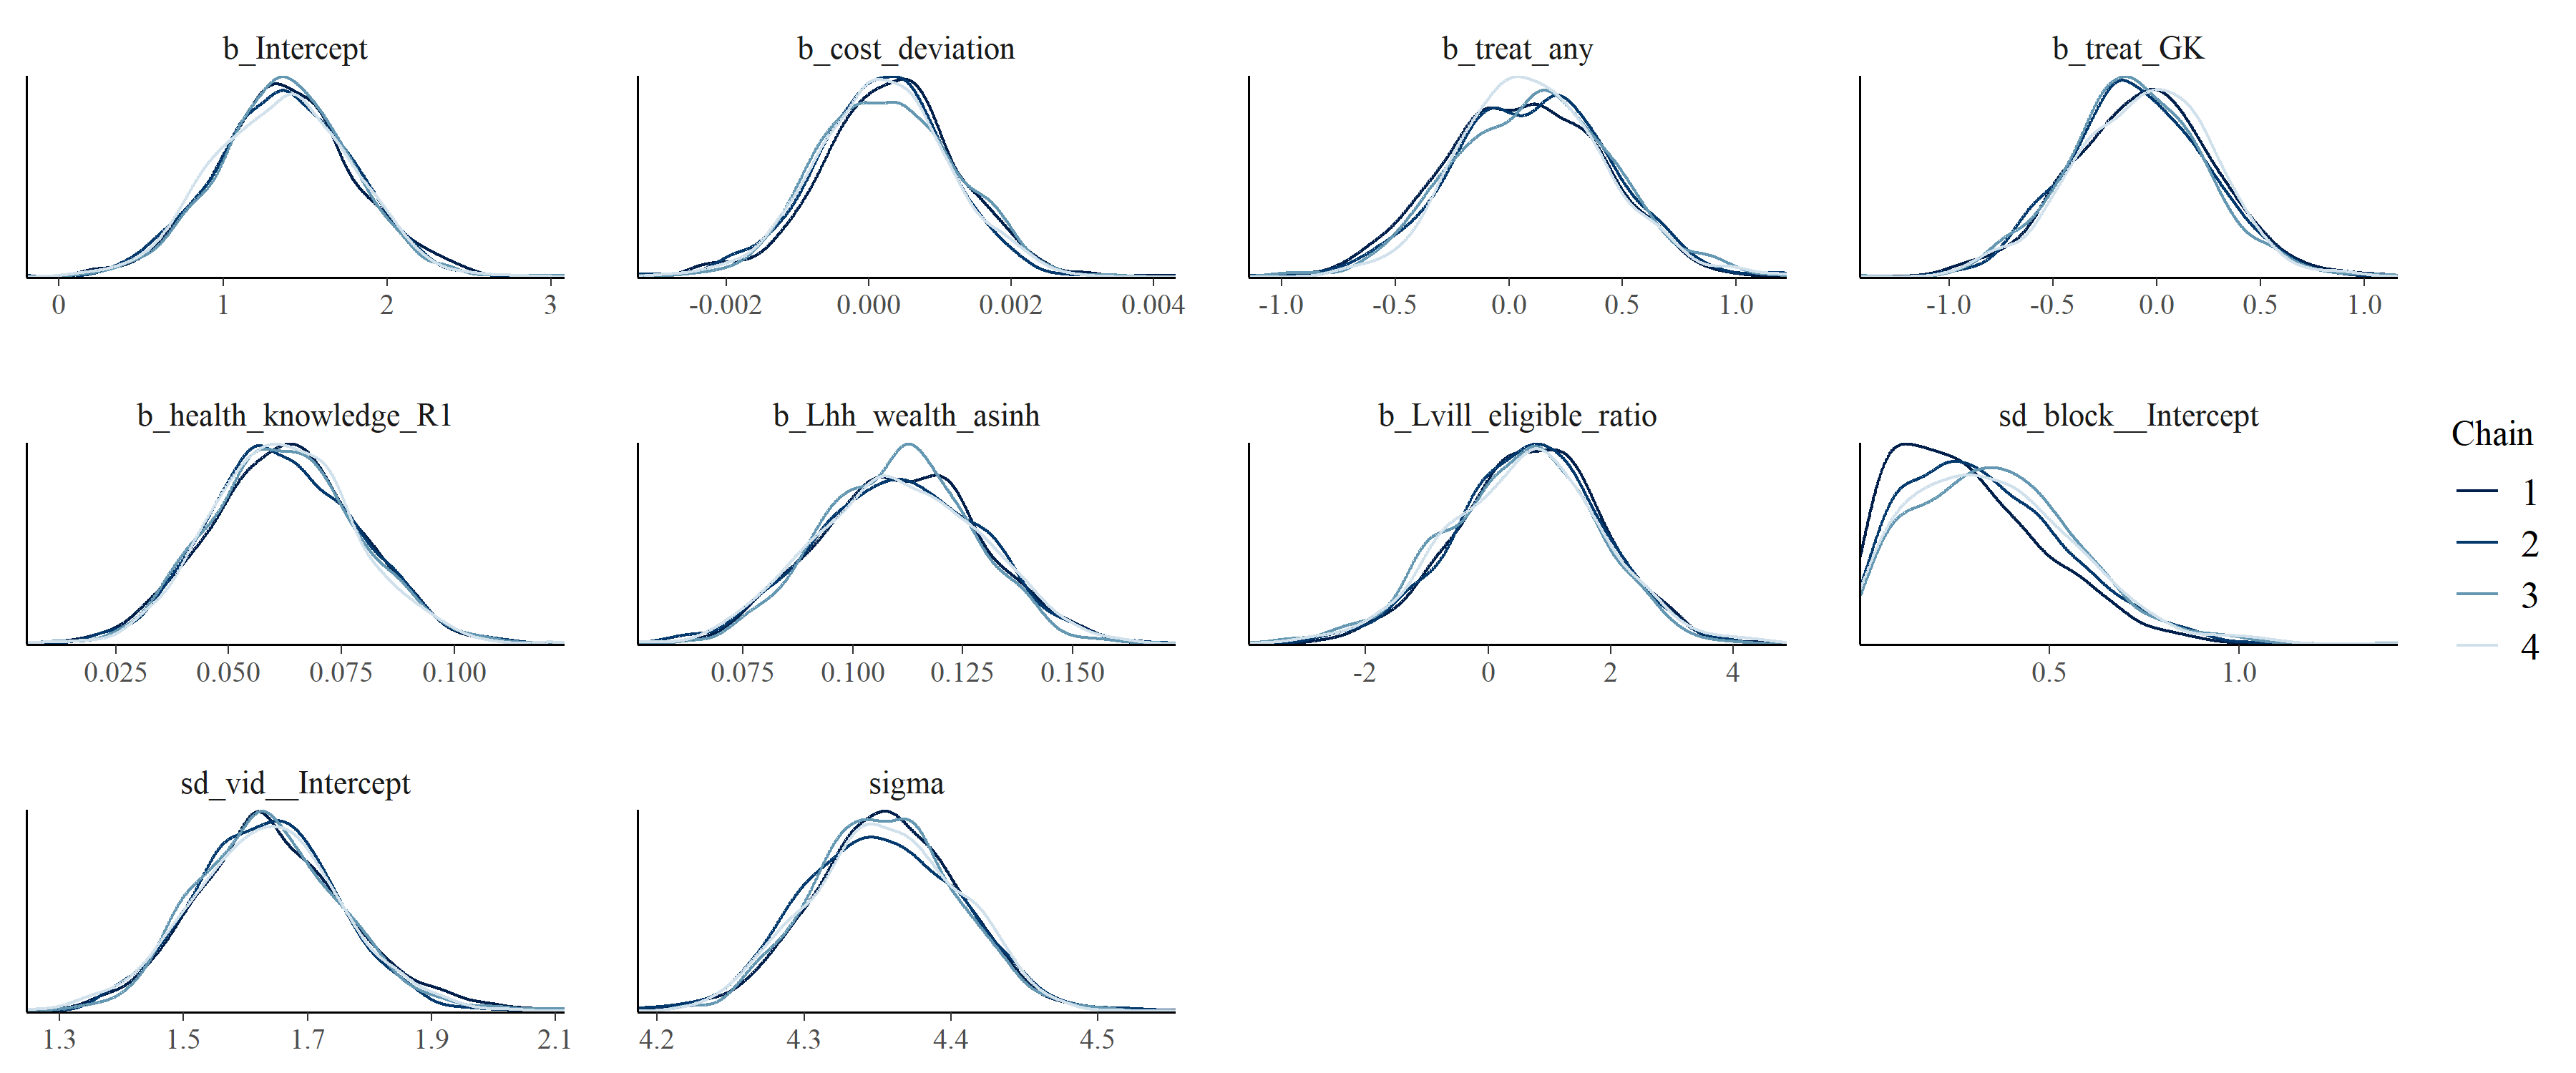 b_Intercept
b_cost_deviation
b_treat_any
b_treat_GK
0 1 2 3
-0.002 0.000 0.002 0.004
-1.0 -0.5 0.0 0.5 1.0
-1.0 -0.5 0.0 0.5 1.0
b_health_knowledge_R1
b_Lhh_wealth_asinh
b_Lvill_eligible_ratio
sd_block__Intercept
0.025 0.050 0.075 0.100
0.075 0.100 0.125 0.150
-2 0 2 4
0.5 1.0
Chain
1
2
3
4
sd_vid__Intercept
sigma
1.3 1.5 1.7 1.9 2.1
4.2 4.3 4.4 4.5